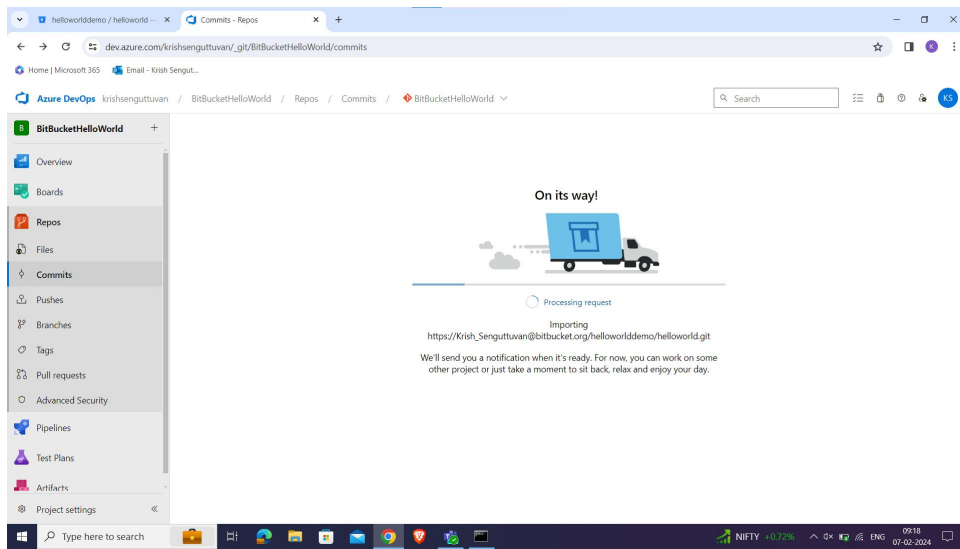 helloworlddemo / helloworld —
Commits - Repos
dev.azure.com/krishsenguttuvan/_git/BitBucketHelloWorld/commits
K
Home | Microsoft 365
Email - Krish Sengut...
Azure DevOps krishsenguttuvan / BitBucketHelloWorld / Repos / Commits / BitBucketHelloWorld
Search
KS
B BitBucketHelloWorld +
Overview
Boards
Repos
Files
Commits
Pushes
Branches
Tags
Pull requests
Advanced Security
Pipelines
Test Plans
Artifacts
Project settings
On its way!
Processing request
Importing
https://Krish_Senguttuvan@bitbucket.org/helloworlddemo/helloworld.git
We'll send you a notification when it's ready. For now, you can work on some
other project or just take a moment to sit back, relax and enjoy your day.
Type here to search
NIFTY +0.72%
ENG
09:18
07-02-2024